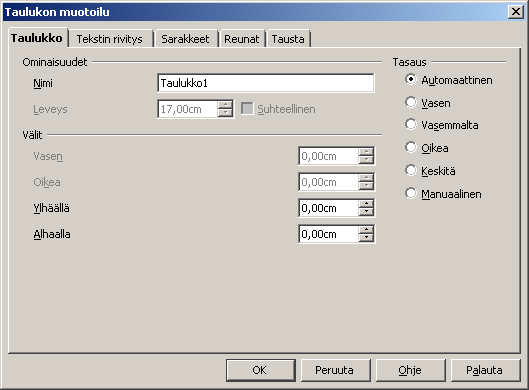 Taulukon muotoilu
Taulukko Tekstin rivitys Sarakkeet Reunat Tausta
Ominaisuudet Tasaus
Nimi Taulukko1 Automaattinen
Leveys 17,00cm Suhteellinen Vasen
Välit Vasemmalta
Vasen 0,00cm Oikea
Oikea 0,00cm Keskitä
Ylhäällä 0,00cm Manuaalinen
Alhaalla 0,00cm
OK Peruuta Ohje Palauta